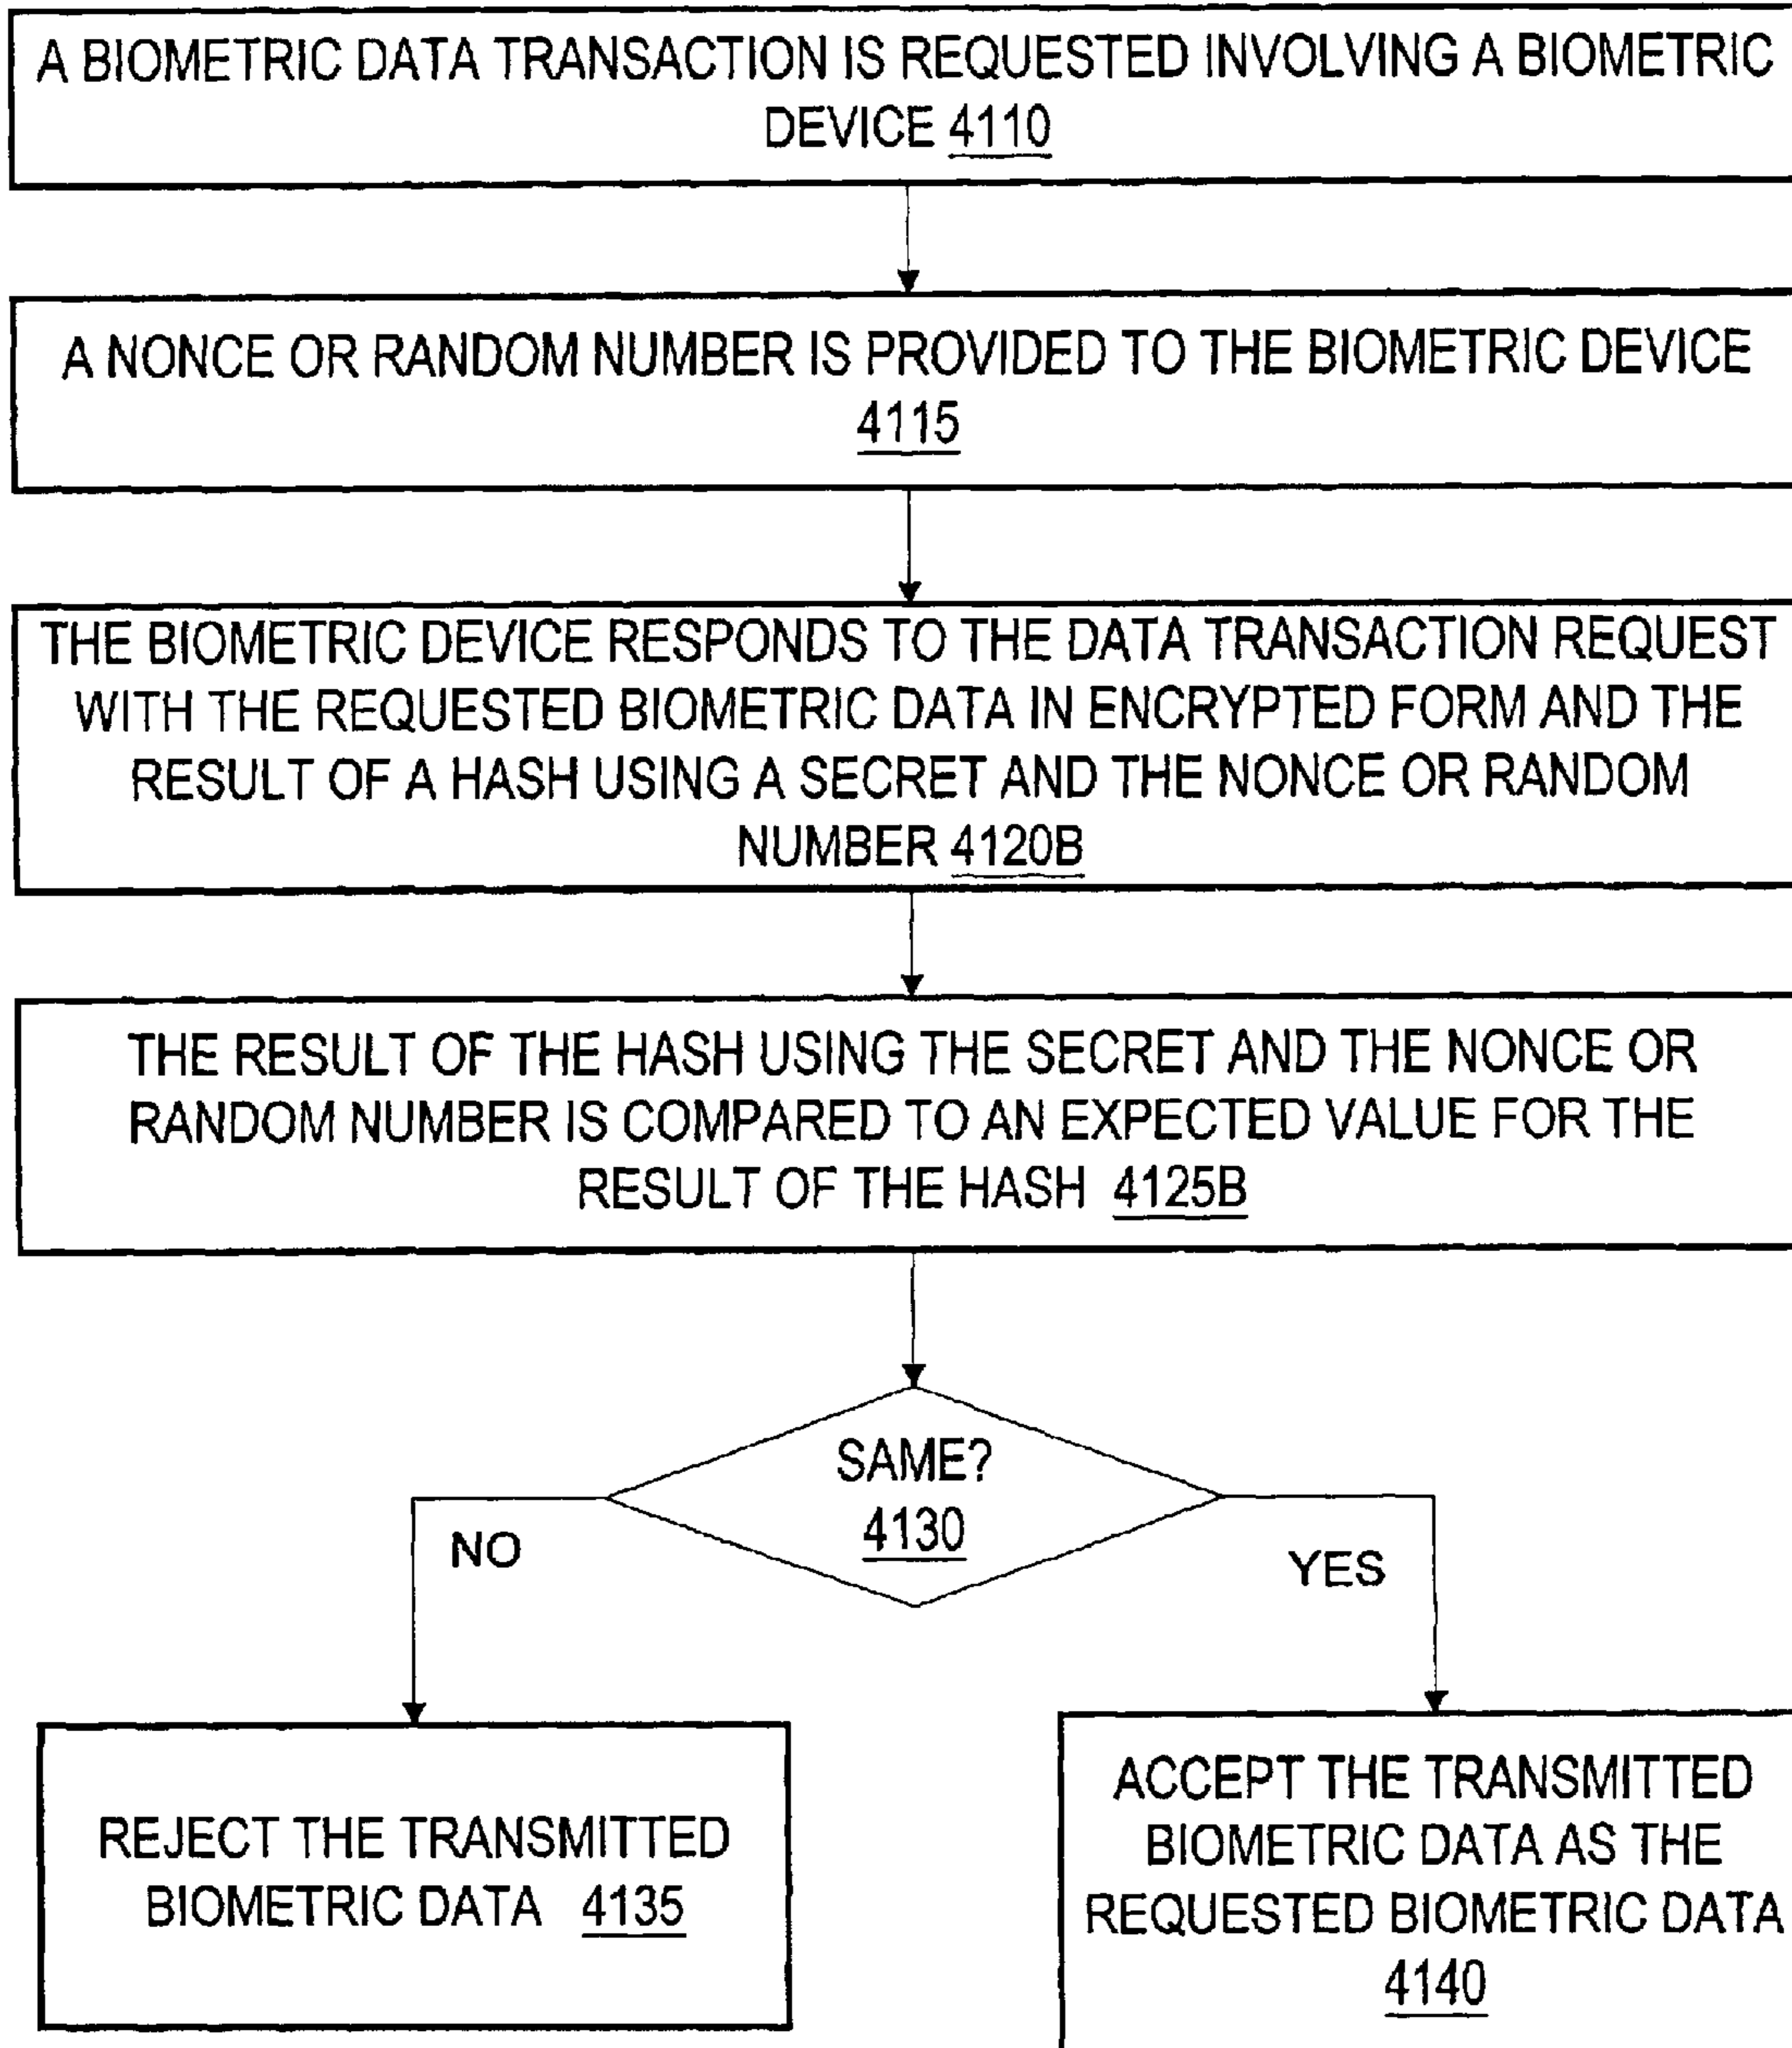 A BIOMETRIC DATA TRANSACTION IS REQUESTED INVOLVING A BIOMETRIC
DEVICE 4110
A NONCE OR RANDOM NUMBER IS PROVIDED TO THE BIOMETRIC DEVICE
4115
THE BIOMETRIC DEVICE RESPONDS TO THE DATA TRANSACTION REQUEST
WITH THE REQUESTED BIOMETRIC DATA IN ENCRYPTED FORM AND THE
RESULT OF A HASH USING A SECRET AND THE NONCE OR RANDOM
NUMBER 4120B
THE RESULT OF THE HASH USING THE SECRET AND THE NONCE OR
RANDOM NUMBER IS COMPARED TO AN EXPECTED VALUE FOR THE
RESULT OF THE HASH 4125B
SAME?
4130
NO
YES
REJECT THE TRANSMITTED
BIOMETRIC DATA 4135
ACCEPT THE TRANSMITTED
BIOMETRIC DATA AS THE
REQUESTED BIOMETRIC DATA
4140